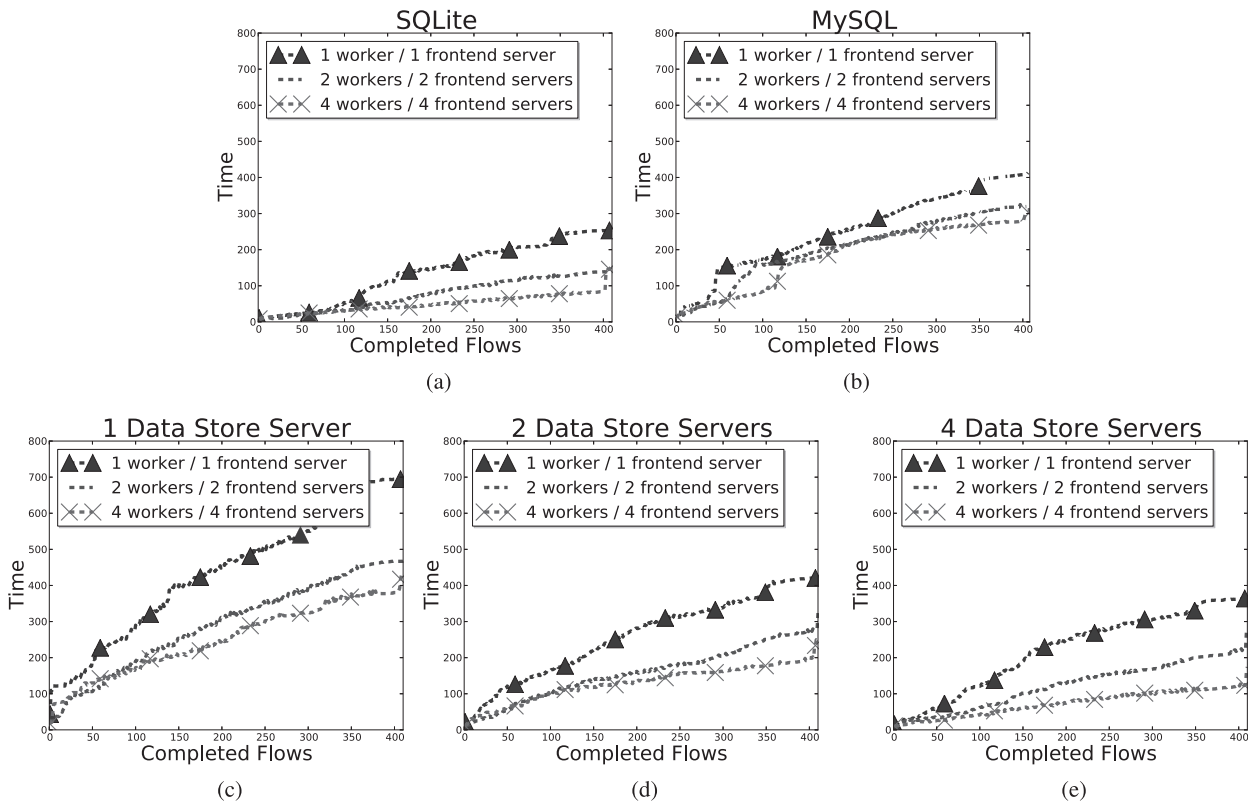 SQLite
800
700
600
500
400
300
200
100
0
Time
1 worker / 1 frontend server
2 workers / 2 frontend servers
4 workers / 4 frontend servers
0 50 100 150 200 250 300 350 400
Completed Flows
(a)
MySQL
800
700
600
500
400
300
200
100
0
Time
1 worker / 1 frontend server
2 workers / 2 frontend servers
4 workers / 4 frontend servers
0 50 100 150 200 250 300 350 400
Completed Flows
(b)
1 Data Store Server
800
700
600
500
400
300
200
100
0
Time
1 worker / 1 frontend server
2 workers / 2 frontend servers
4 workers / 4 frontend servers
0 50 100 150 200 250 300 350 400
Completed Flows
(c)
2 Data Store Servers
800
700
600
500
400
300
200
100
0
Time
1 worker / 1 frontend server
2 workers / 2 frontend servers
4 workers / 4 frontend servers
0 50 100 150 200 250 300 350 400
Completed Flows
(d)
4 Data Store Servers
800
700
600
500
400
300
200
100
0
Time
1 worker / 1 frontend server
2 workers / 2 frontend servers
4 workers / 4 frontend servers
0 50 100 150 200 250 300 350 400
Completed Flows
(e)